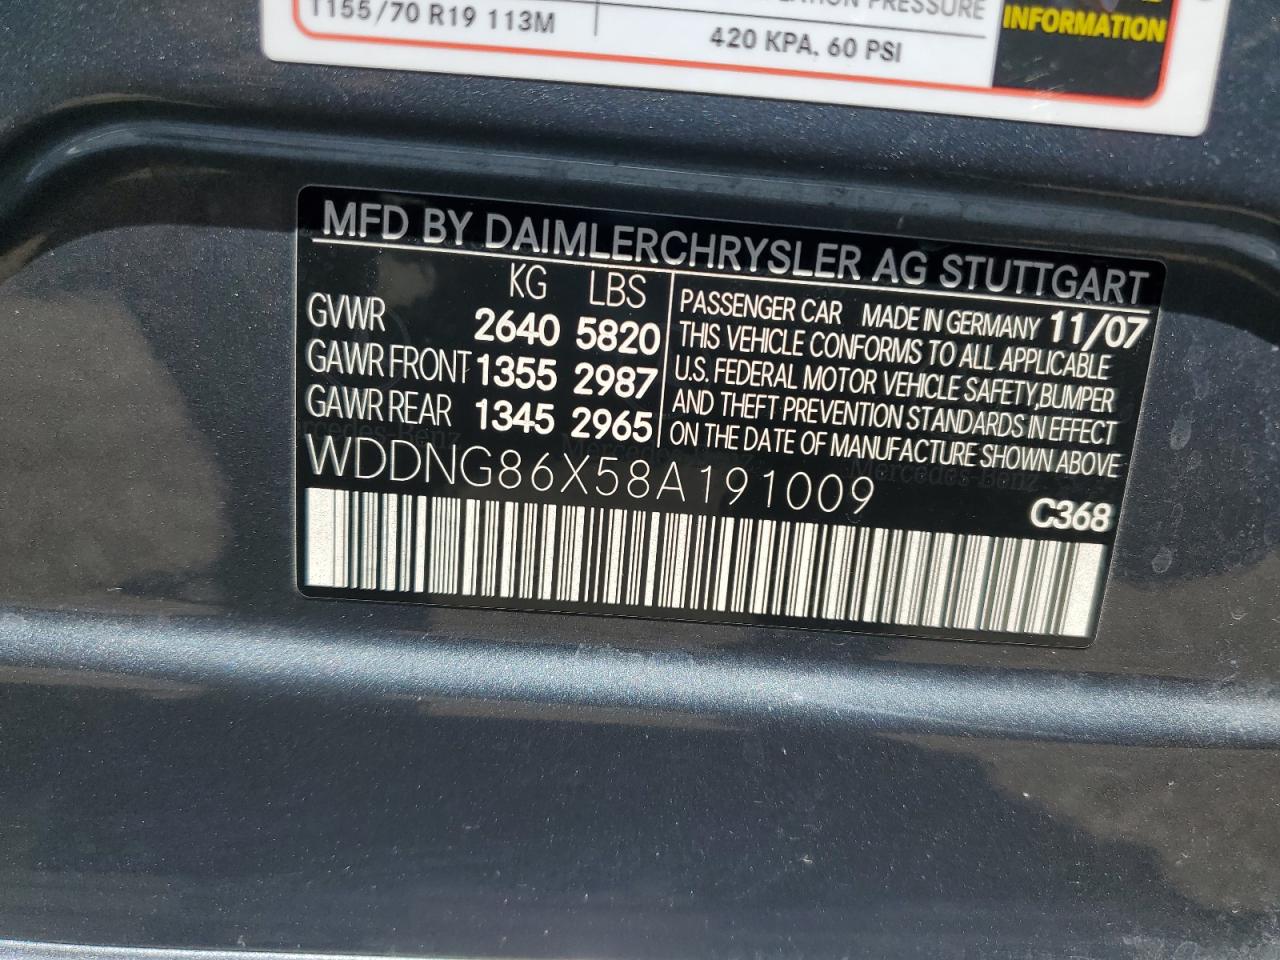 T155/70 R19 113M
PRESSURE
420 KPA, 60 PSI
INFORMATION
MFD BY DAIMLERCHRYSLER AG STUTTGART
KG LBS
GVWR 2640 5820
GAWR FRONT 1355 2987
GAWR REAR 1345 2965
PASSENGER CAR MADE IN GERMANY 11/07
THIS VEHICLE CONFORMS TO ALL APPLICABLE
U.S. FEDERAL MOTOR VEHICLE SAFETY, BUMPER
AND THEFT PREVENTION STANDARDS IN EFFECT
ON THE DATE OF MANUFACTURE SHOWN ABOVE
WDDNG86X58A191009
C368